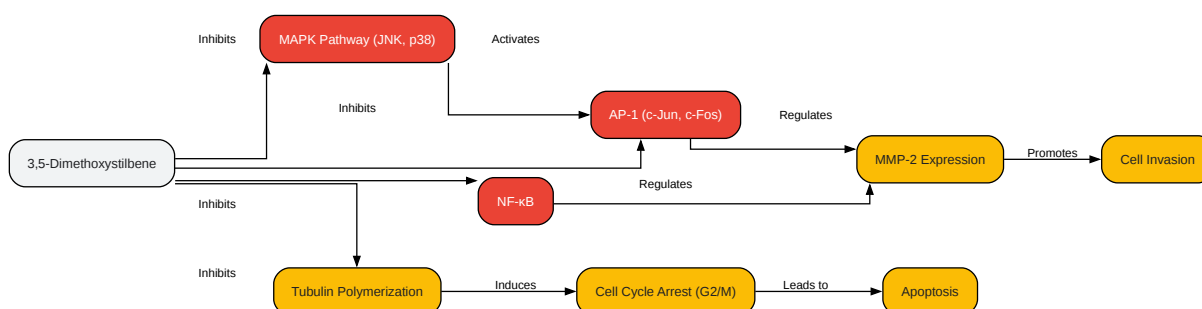 Inhibits
MAPK Pathway (JNK, p38)
Activates
Inhibits
AP-1 (c-Jun, c-Fos)
Regulates
3,5-Dimethoxystilbene
MMP-2 Expression
Promotes
Cell Invasion
Inhibits
NF-κB
Regulates
Inhibits
Tubulin Polymerization
Induces
Cell Cycle Arrest (G2/M)
Leads to
Apoptosis